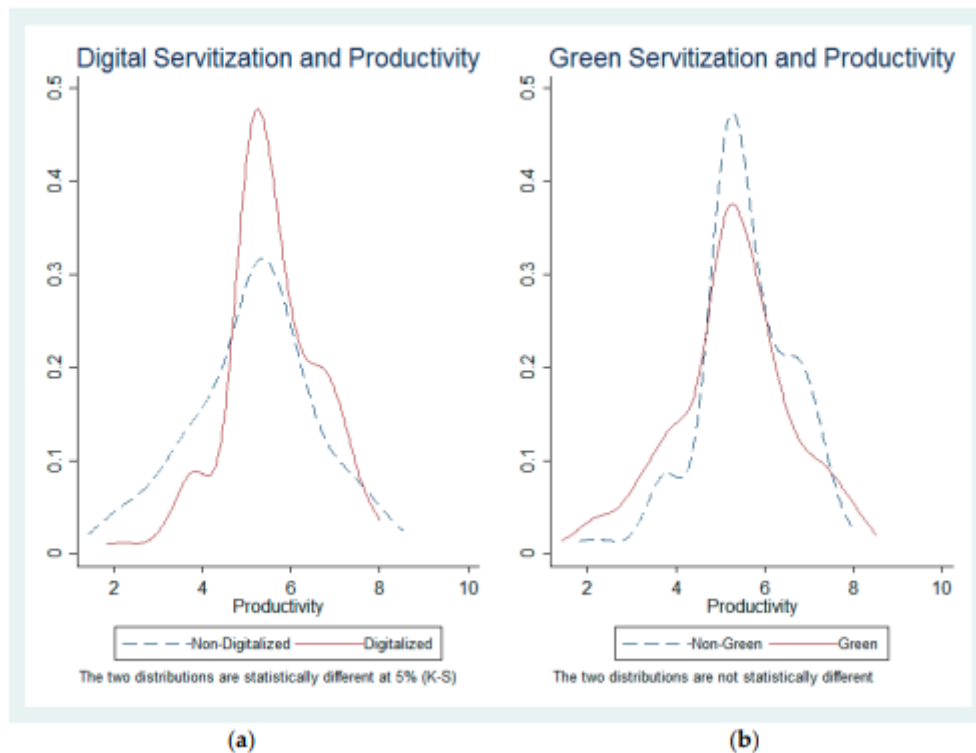 Digital Servitization and Productivity
0.5
0.4
0.3
0.2
0.1
0
2 4 6 8 10
Productivity
Non-Digitalized Digitalized
The two distributions are statistically different at 5% (K-S)
(a)
Green Servitization and Productivity
0.5
0.4
0.3
0.2
0.1
0
2 4 6 8 10
Productivity
Non-Green Green
The two distributions are not statistically different
(b)